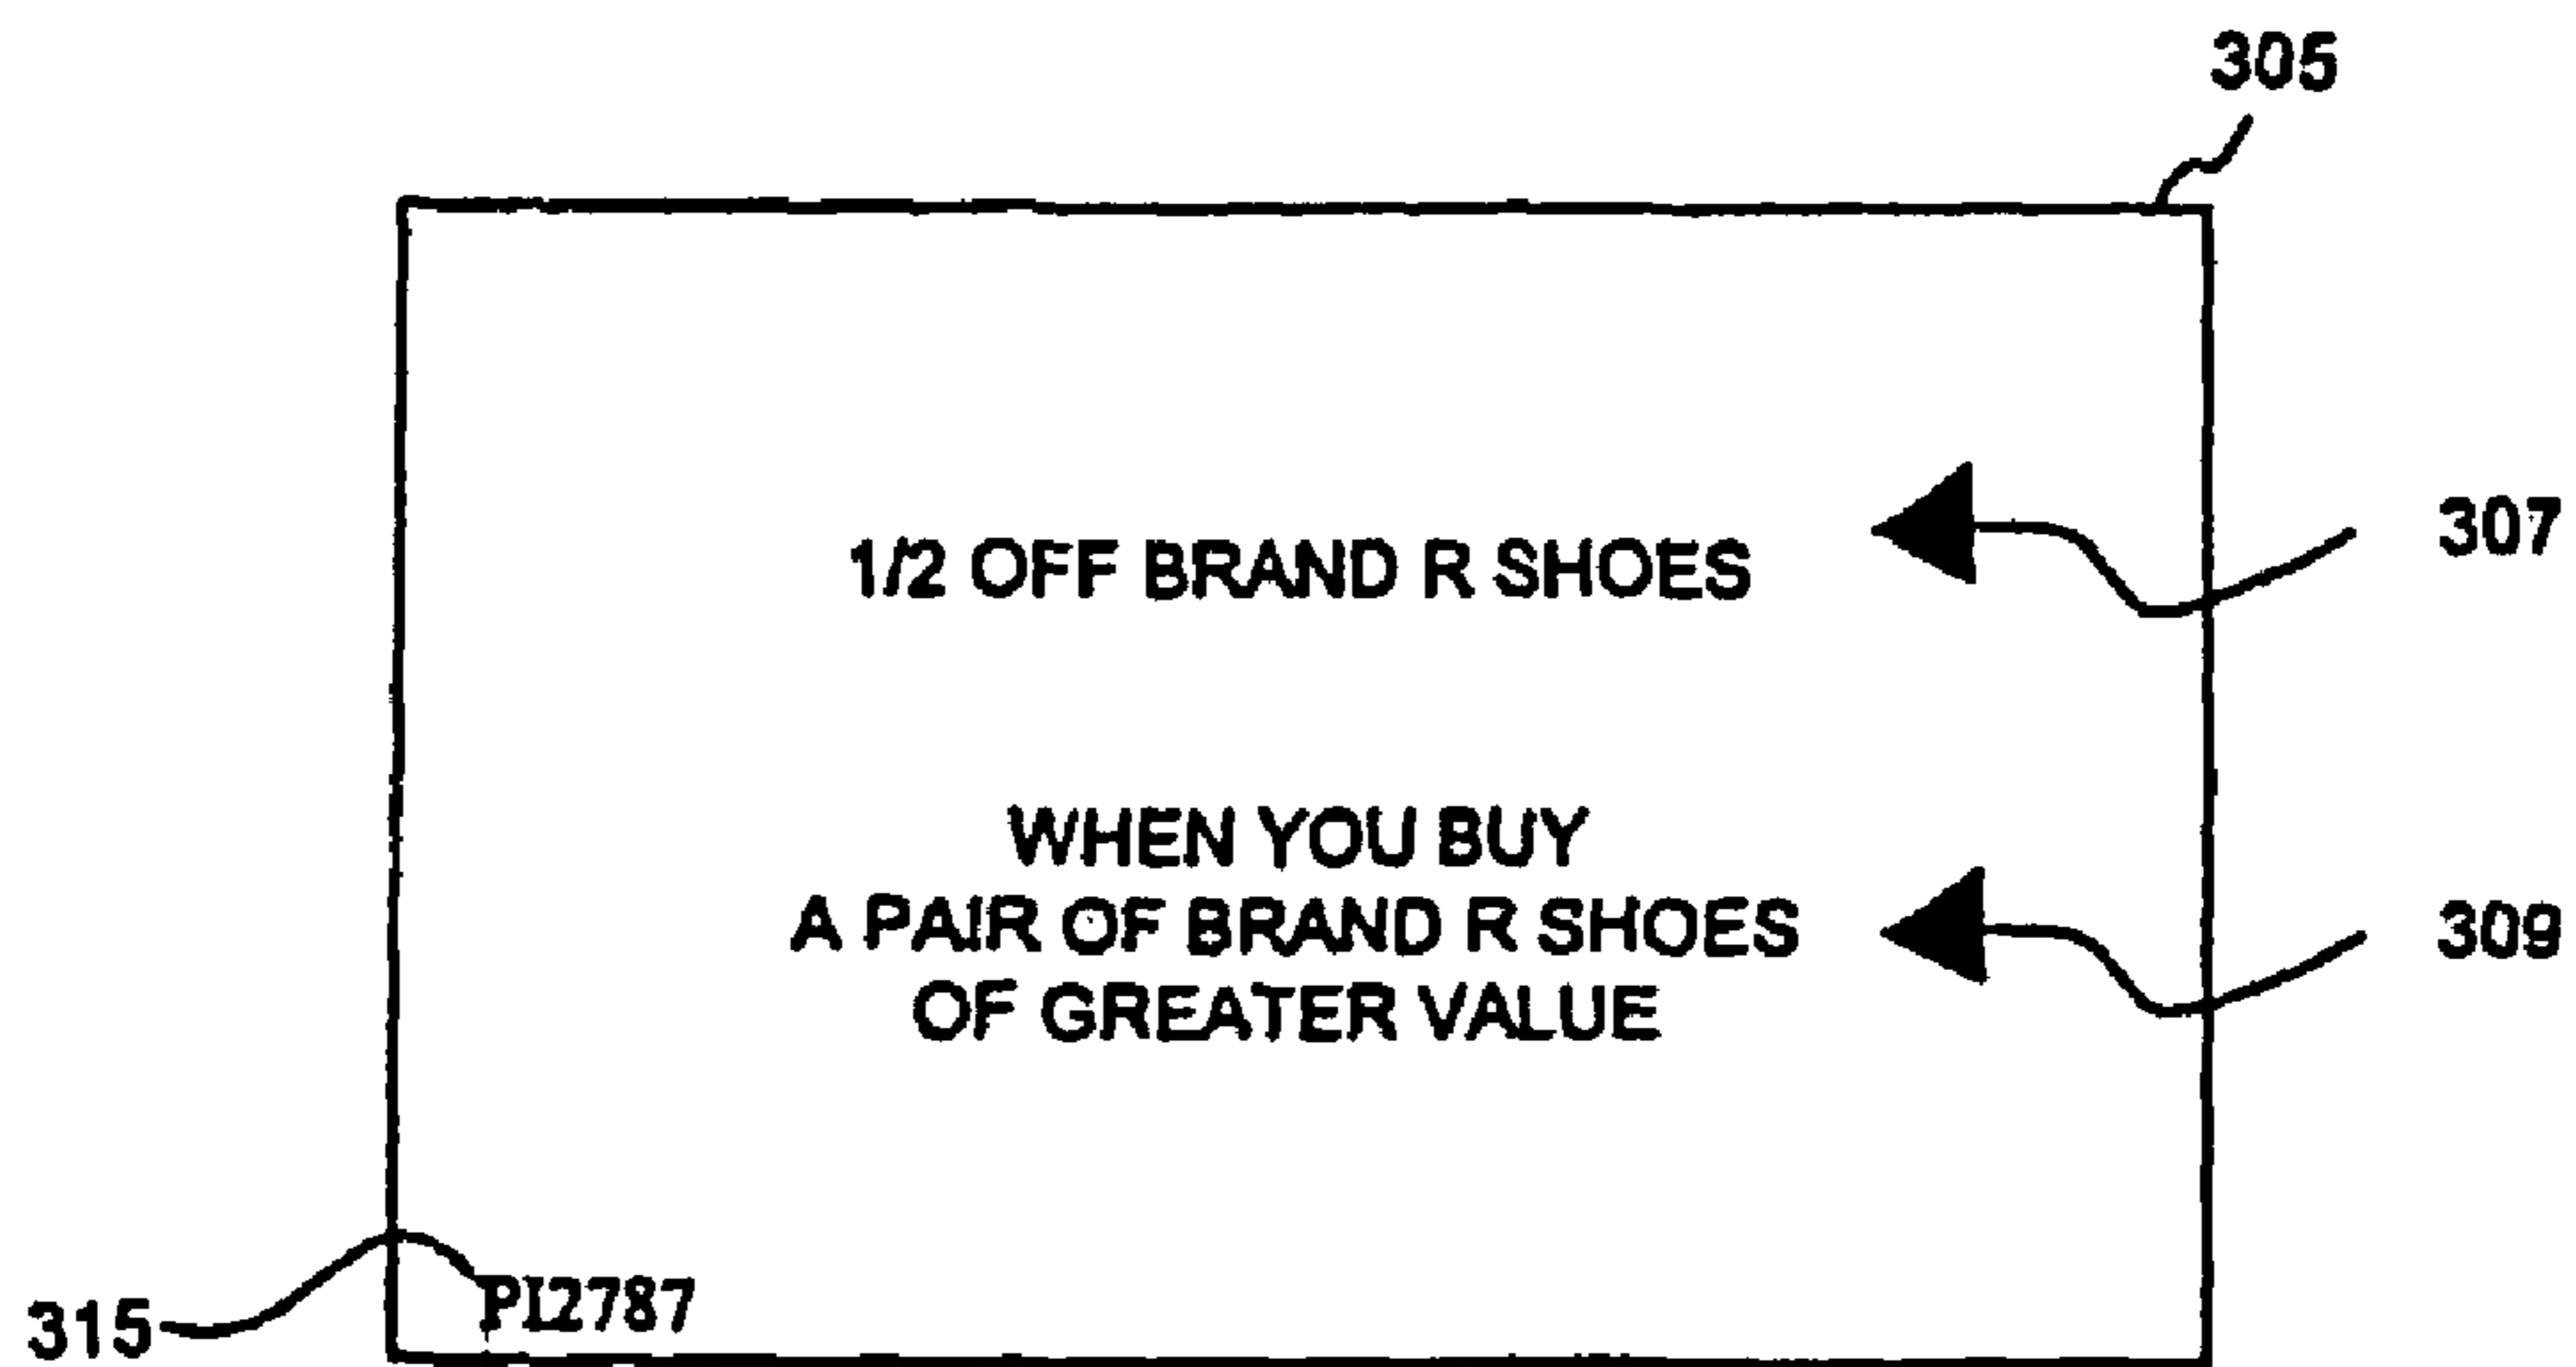 305
1/2 OFF BRAND R SHOES
307
WHEN YOU BUY
A PAIR OF BRAND R SHOES
309
OF GREATER VALUE
PI2787
315